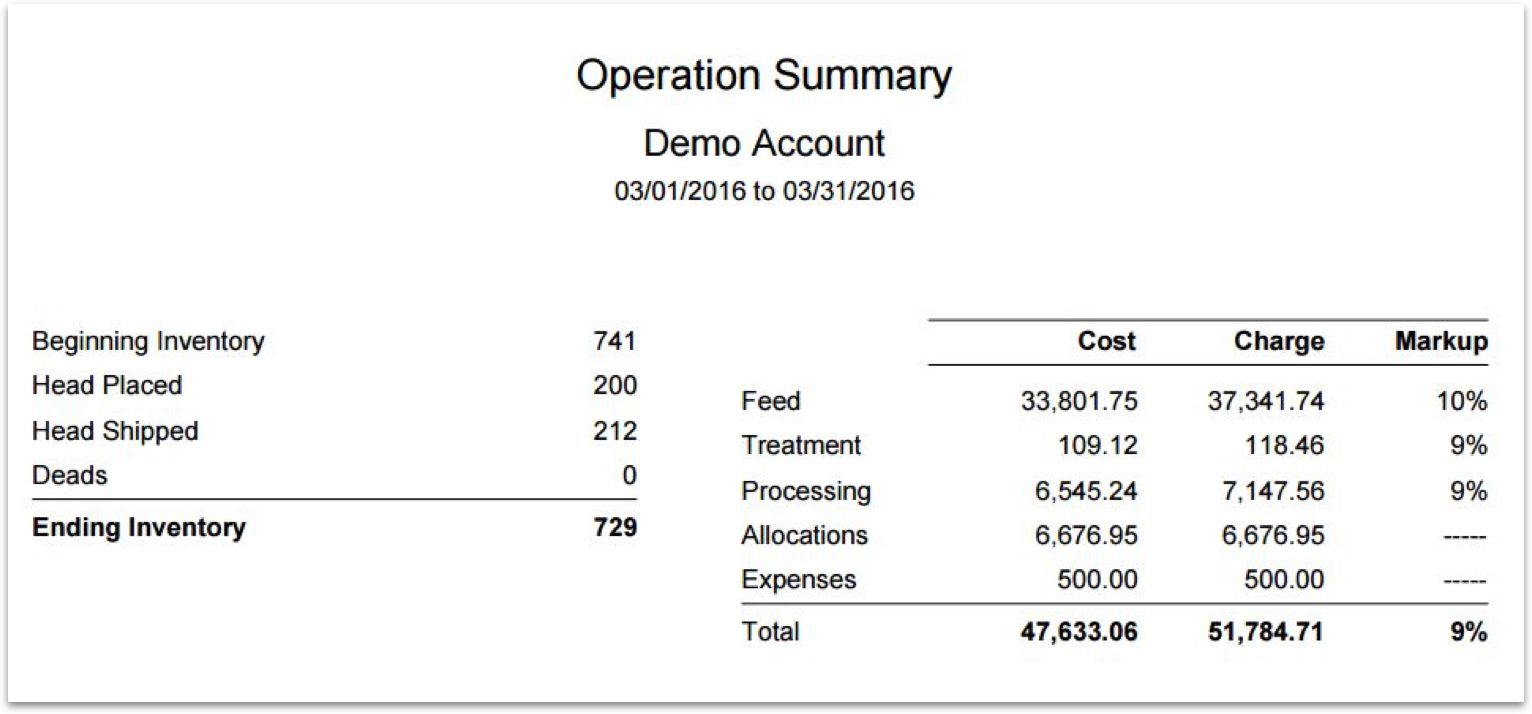 Operation Summary
Demo Account
03/01/2016 to 03/31/2016
Beginning Inventory 741
Head Placed 200
Head Shipped 212
Deads 0
Ending Inventory 729
Cost Charge Markup
Feed 33,801.75 37,341.74 10%
Treatment 109.12 118.46 9%
Processing 6,545.24 7,147.56 9%
Allocations 6,676.95 6,676.95 -----
Expenses 500.00 500.00 -----
Total 47,633.06 51,784.71 9%